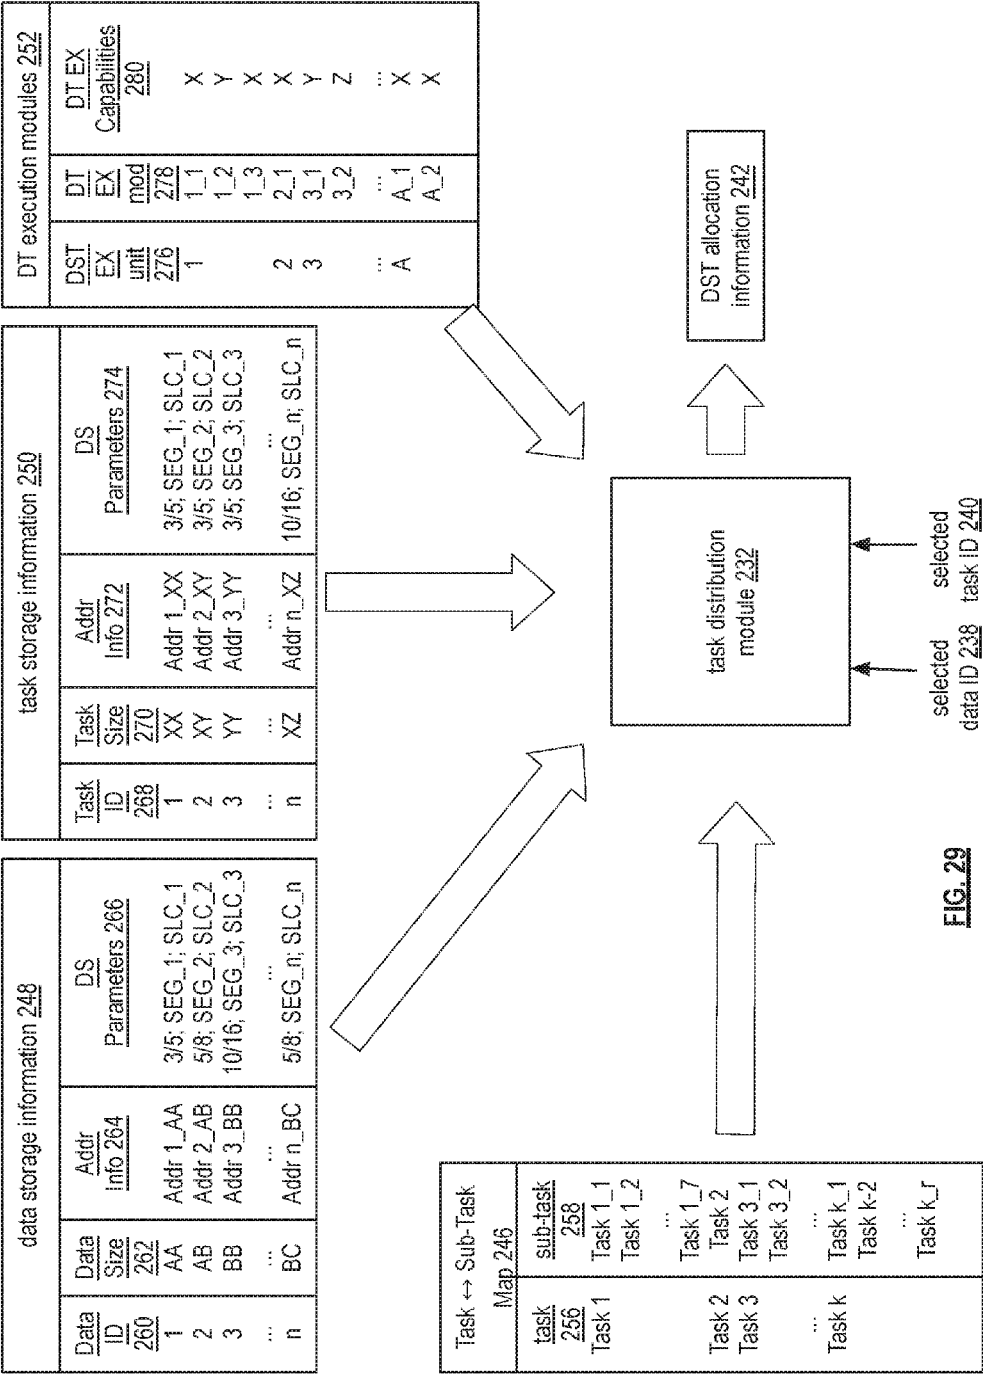 data storage information 248
Data ID 260 | Data Size 262 | Addr Info 264 | DS Parameters 266
1 | AA | Addr 1_AA | 3/5; SEG_1; SLC_1
2 | AB | Addr 2_AB | 5/8; SEG_2; SLC_2
3 | BB | Addr 3_BB | 10/16; SEG_3; SLC_3
... | ... | ... | ...
n | BC | Addr n_BC | 5/8; SEG_n; SLC_n
task storage information 250
Task ID 268 | Task Size 270 | Addr Info 272 | DS Parameters 274
1 | XX | Addr 1_XX | 3/5; SEG_1; SLC_1
2 | XY | Addr 2_XY | 3/5; SEG_2; SLC_2
3 | YY | Addr 3_YY | 3/5; SEG_3; SLC_3
... | ... | ... | ...
n | XZ | Addr n_XZ | 10/16; SEG_n; SLC_n
DT execution modules 252
DST EX unit 276 | DT EX mod 278 | DT EX Capabilities 280
1 | 1_1 | X
1_2 | Y
1_3 | X
2 | 2_1 | X
3 | 3_1 | Y
3_2 | Z
... | ... | ...
A | A_1 | X
A_2 | X
Task ↔ Sub-Task
Map 246
task 256 | sub-task 258
Task 1 | Task 1_1
Task 1_2
...
Task 1_7
Task 2 | Task 2
Task 3 | Task 3_1
Task 3_2
... | ...
Task k | Task k_1
Task k-2
...
Task k_r
task distribution
module 232
DST allocation
information 242
selected
data ID 238
selected
task ID 240
FIG. 29